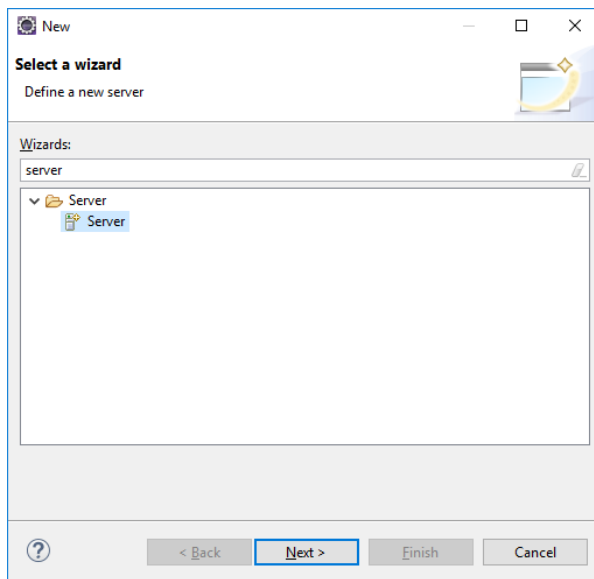 New
Select a wizard
Define a new server
Wizards:
server
Server
Server
?
< Back Next > Finish Cancel